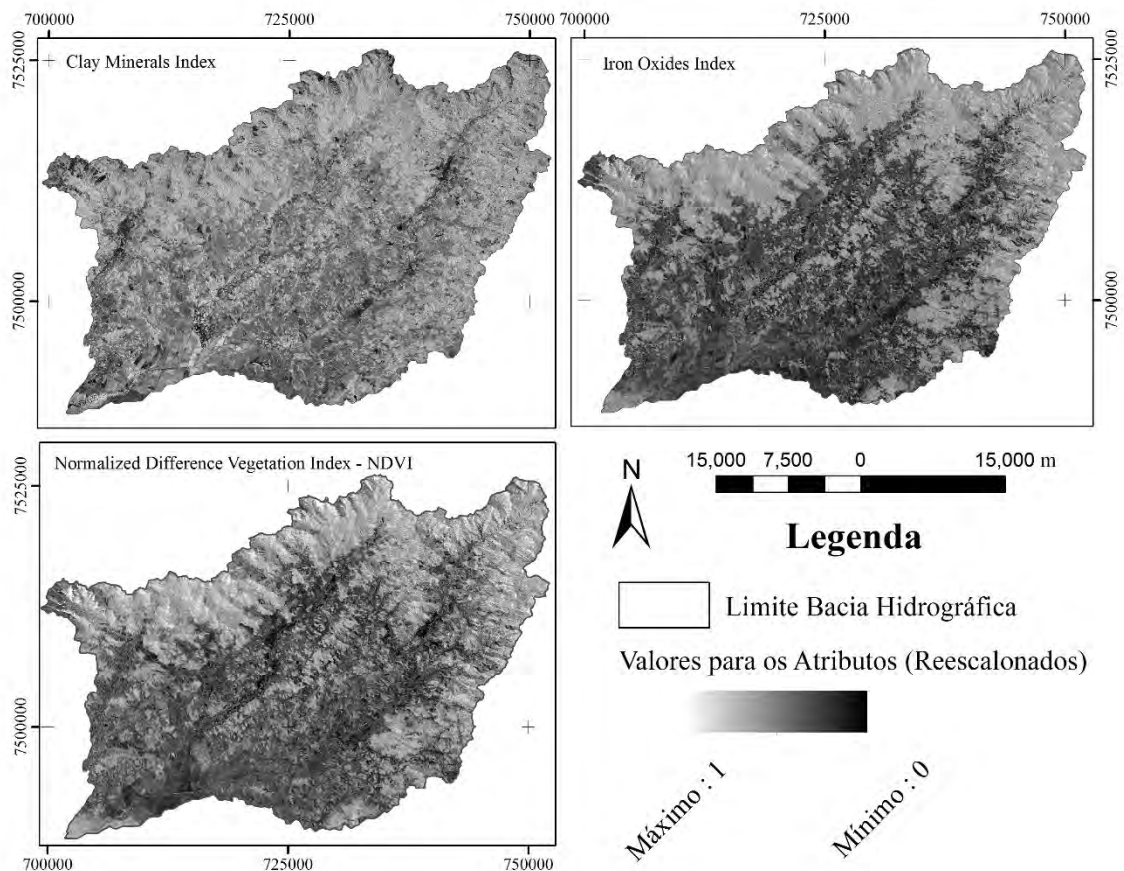 700000 725000 750000
700000 725000 750000
7525000
Clay Minerals Index
7500000
Iron Oxides Index
7525000
7500000
7525000
Normalized Difference Vegetation Index - NDVI
7500000
700000 725000 750000
N
15,000 7,500 0 15,000 m
Legenda
Limite Bacia Hidrográfica
Valores para os Atributos (Reescalonados)
Máximo : 1
Mínimo : 0